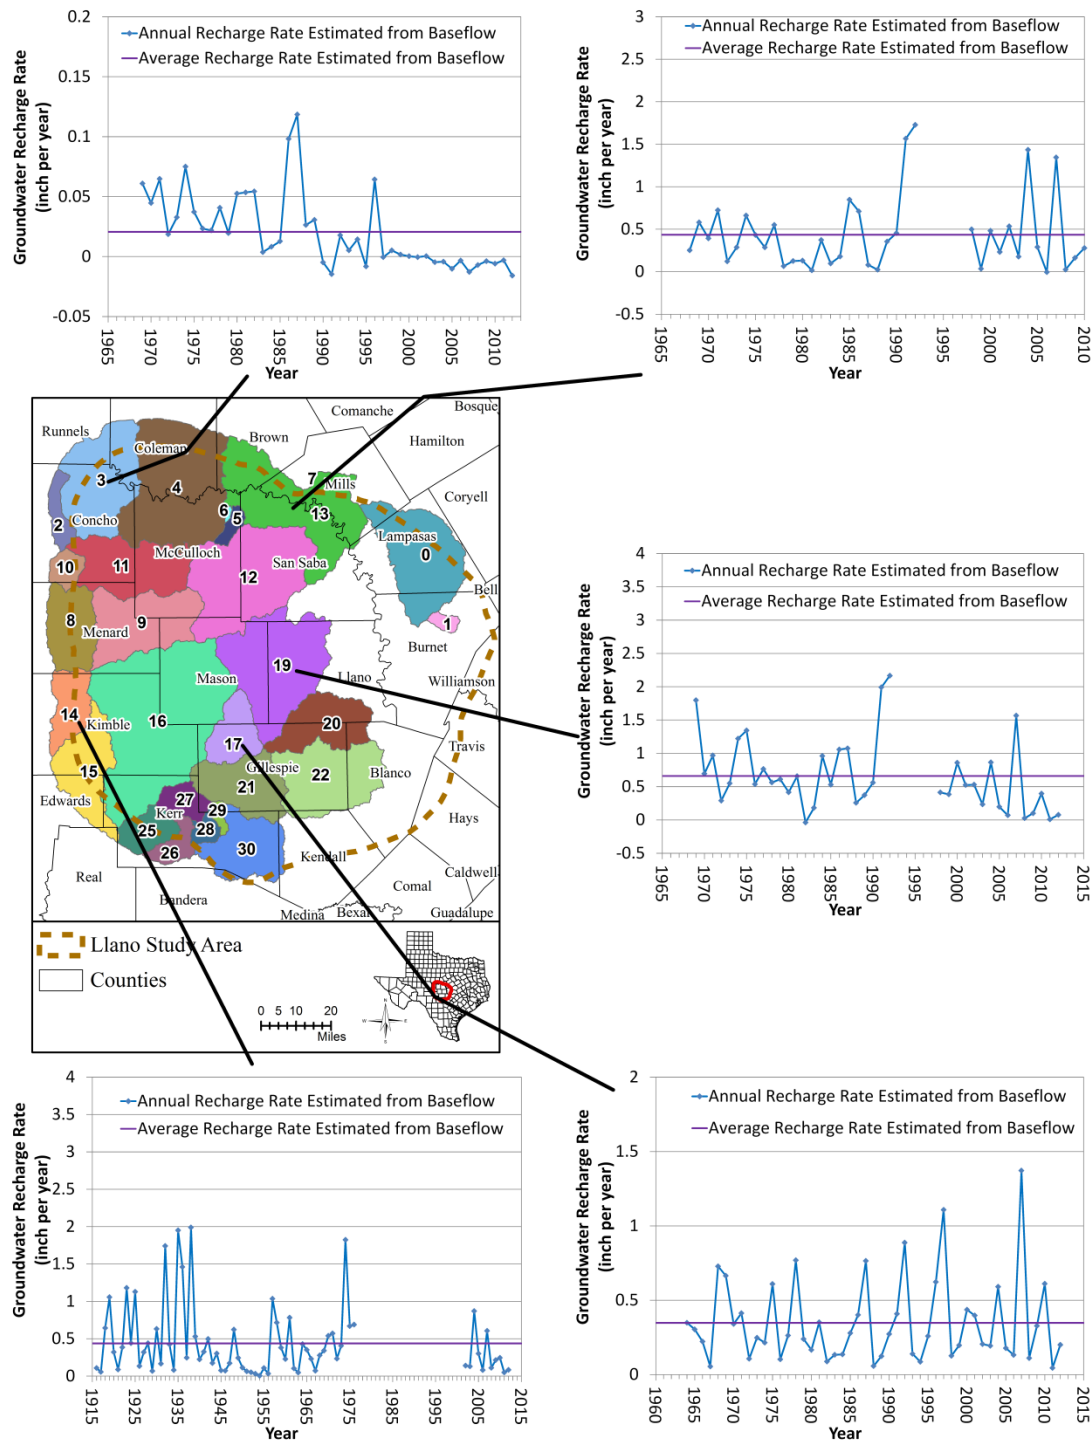 0.2
0.15
0.1
0.05
0
-0.05
Groundwater Recharge Rate
(inch per year)
Annual Recharge Rate Estimated from Baseflow
Average Recharge Rate Estimated from Baseflow
1965
1970
1975
1980
1985
1990
1995
2000
2005
2010
Year
3
2.5
2
1.5
1
0.5
0
-0.5
Groundwater Recharge Rate
(inch per year)
Annual Recharge Rate Estimated from Baseflow
Average Recharge Rate Estimated from Baseflow
1965
1970
1975
1980
1985
1990
1995
2000
2005
2010
Year
Runnels
Coleman
Brown
Comanche
Bosque
Hamilton
Mills
Coryell
Concho
McCulloch
San Saba
Lampasas
Bell
Menard
Burnet
Mason
Llano
Williamson
Kimble
Travis
Gillespie
Blanco
Edwards
Kerr
Hays
Kendall
Real
Bandera
Comal
Caldwell
Medina
Bexar
Guadalupe
3
4
7
2
6
5
13
0
10
11
12
8
9
1
19
14
16
20
17
15
22
21
27
29
25
28
26
30
Llano Study Area
Counties
0 5 10 20
Miles
N
W
E
S
4
3.5
3
2.5
2
1.5
1
0.5
0
-0.5
Groundwater Recharge Rate
(inch per year)
Annual Recharge Rate Estimated from Baseflow
Average Recharge Rate Estimated from Baseflow
1965
1970
1975
1980
1985
1990
1995
2000
2005
2010
2015
Year
4
3.5
3
2.5
2
1.5
1
0.5
0
Groundwater Recharge Rate
(inch per year)
Annual Recharge Rate Estimated from Baseflow
Average Recharge Rate Estimated from Baseflow
1915
1925
1935
1945
1955
1965
1975
1985
1995
2005
2015
Year
2
1.5
1
0.5
0
Groundwater Recharge Rate
(inch per year)
Annual Recharge Rate Estimated from Baseflow
Average Recharge Rate Estimated from Baseflow
1960
1965
1970
1975
1980
1985
1990
1995
2000
2005
2010
2015
Year